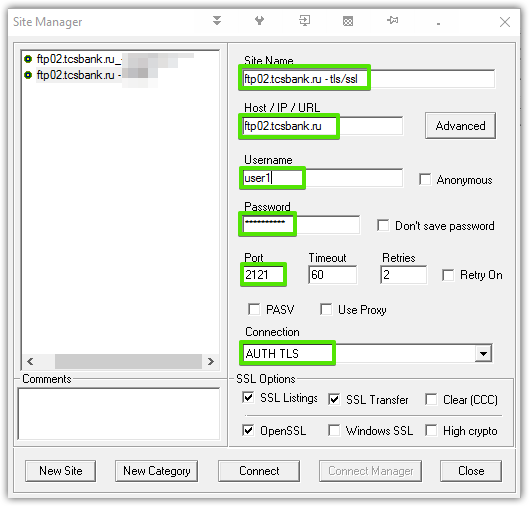 Site Manager
ftp02.tcsbank.ru_
ftp02.tcsbank.ru -
Site Name
ftp02.tcsbank.ru - tls/ssl
Host / IP / URL
ftp02.tcsbank.ru
Advanced
Username
user1
Anonymous
Password
**********
Don't save password
Port Timeout Retries
2121 60 2 Retry On
PASV Use Proxy
Connection
AUTH TLS
Comments
SSL Options
SSL Listings SSL Transfer Clear (CCC)
OpenSSL Windows SSL High crypto
New Site New Category Connect Connect Manager Close